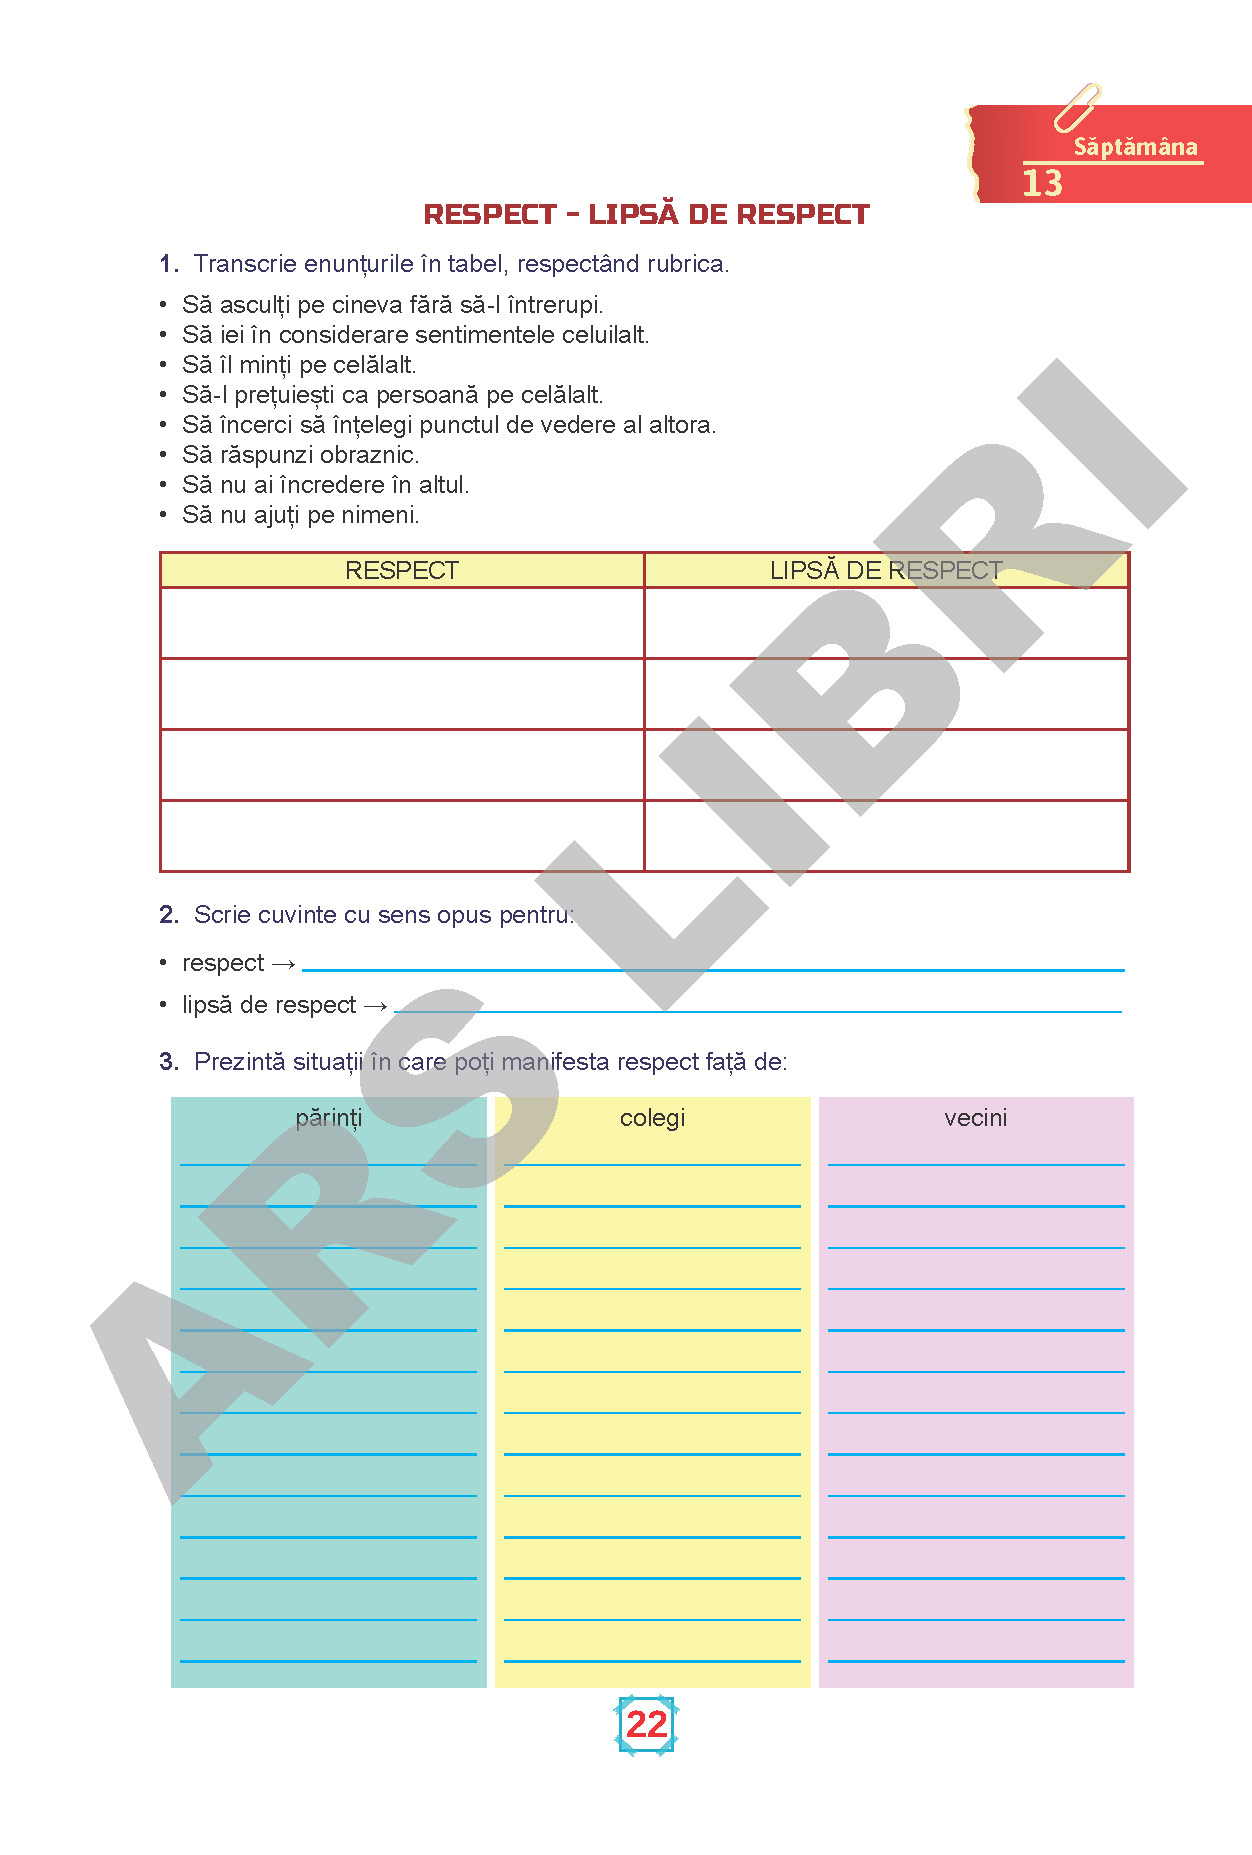 Săptămâna
13
RESPECT – LIPSĂ DE RESPECT
1. Transcrie enunțurile în tabel, respectând rubrica.
• Să asculți pe cineva fără să-l întrerupi.
• Să iei în considerare sentimentele celuilalt.
• Să îl minți pe celălalt.
• Să-l prețuiești ca persoană pe celălalt.
• Să încerci să înțelegi punctul de vedere al altora.
• Să răspunzi obraznic.
• Să nu ai încredere în altul.
• Să nu ajuți pe nimeni.
RESPECT LIPSĂ DE RESPECT
2. Scrie cuvinte cu sens opus pentru:
• respect →
• lipsă de respect →
3. Prezintă situații în care poți manifesta respect față de:
părinți colegi vecini
22
ARS LIBRI